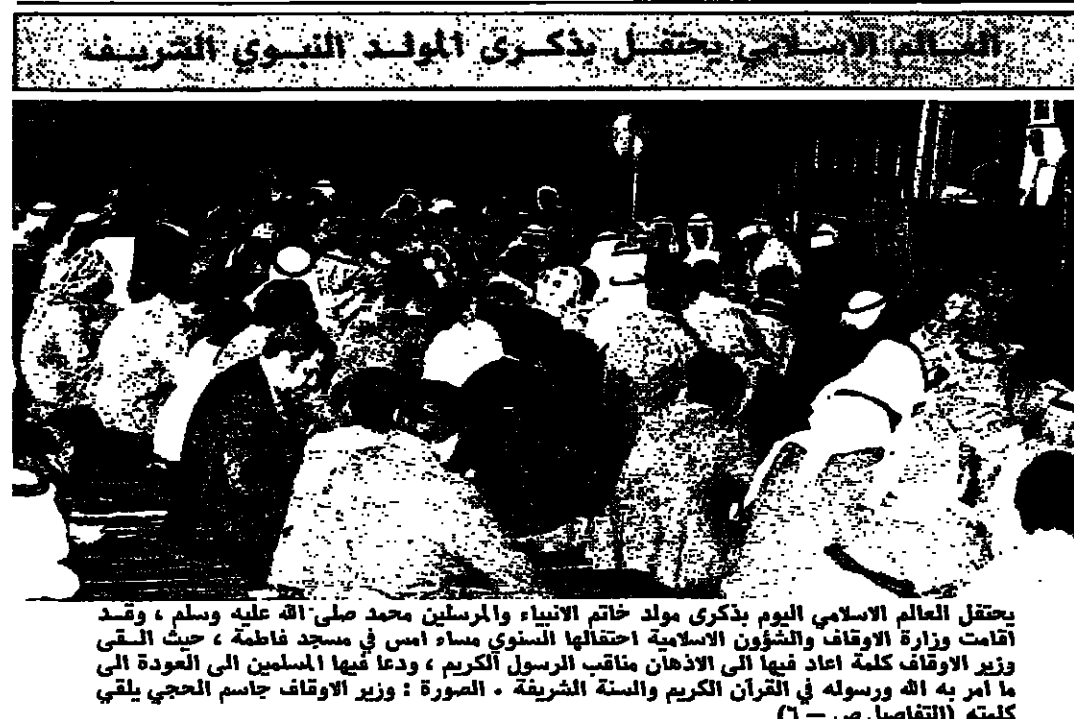 العالم الاسلامي يحتفل بذكرى المولد النبوي الشريف
يحتفل العالم الاسلامي اليوم بذكرى مولد خاتم الانبياء والمرسلين محمد صلى الله عليه وسلم ، وقد
اقامت وزارة الاوقاف والشؤون الاسلامية احتفالها السنوي مساء امس في مسجد فاطمة ، حيث القى
وزير الاوقاف كلمة اعاد فيها الى الاذهان مناقب الرسول الكريم ، ودعا فيها المسلمين الى العودة الى
ما امر به الله ورسوله في القرآن الكريم والسنة الشريفة . الصورة : وزير الاوقاف جاسم الحجي يلقي
كلمته (التفاصيل ص — ٦)